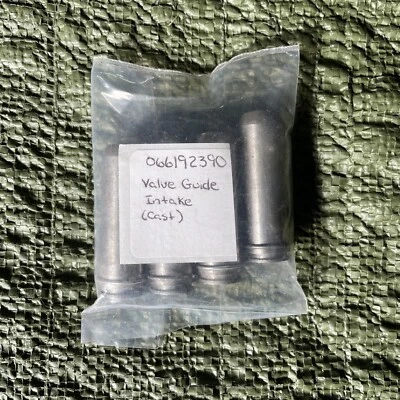 066192390
Valve Guide
Intake
(Cast)